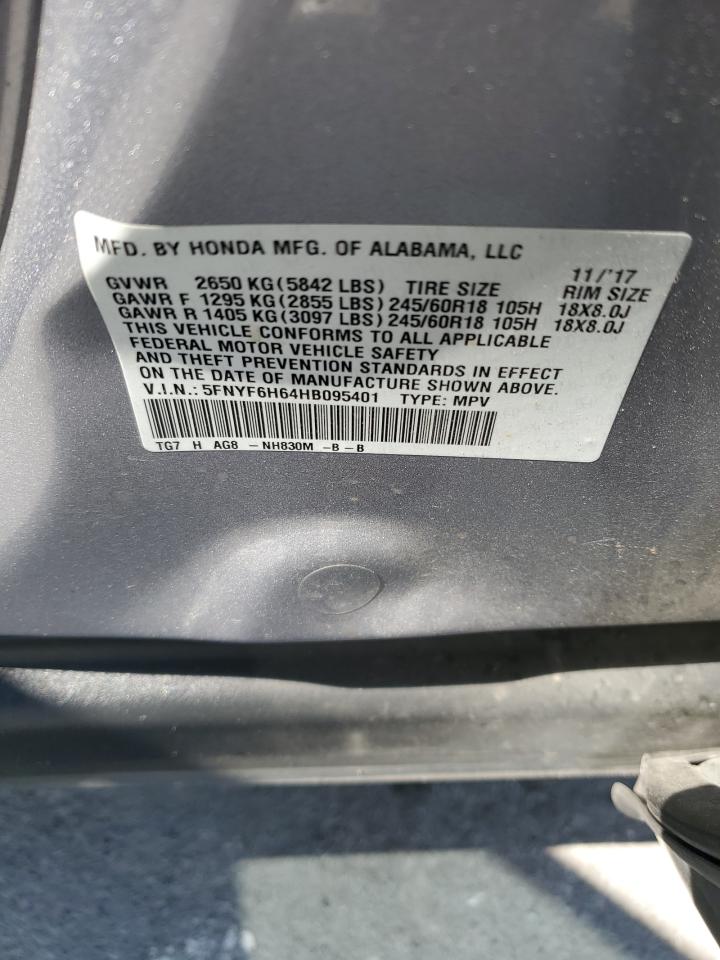 MFD. BY HONDA MFG. OF ALABAMA, LLC
11/'17
GVWR 2650 KG(5842 LBS) TIRE SIZE RIM SIZE
GAWR F 1295 KG(2855 LBS) 245/60R18 105H 18X8.0J
GAWR R 1405 KG(3097 LBS) 245/60R18 105H 18X8.0J
THIS VEHICLE CONFORMS TO ALL APPLICABLE
FEDERAL MOTOR VEHICLE SAFETY
AND THEFT PREVENTION STANDARDS IN EFFECT
ON THE DATE OF MANUFACTURE SHOWN ABOVE.
V.I.N.: 5FNYF6H64HB095401 TYPE: MPV
TG7 H AG8 -NH830M -B-B